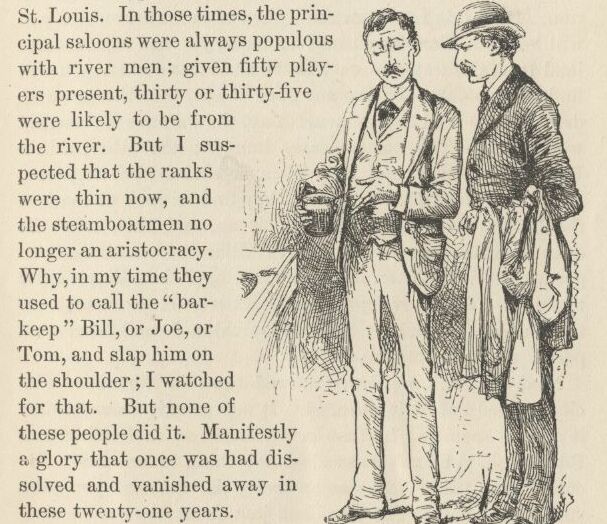 St. Louis. In those times, the prin-
cipal saloons were always populous
with river men; given fifty play-
ers present, thirty or thirty-five
were likely to be from
the river. But I sus-
pected that the ranks
were thin now, and
the steamboatmen no
longer an aristocracy.
Why, in my time they
used to call the "bar-
keep" Bill, or Joe, or
Tom, and slap him on
the shoulder; I watched
for that. But none of
these people did it. Manifestly
a glory that once was had dis-
solved and vanished away in
these twenty-one years.